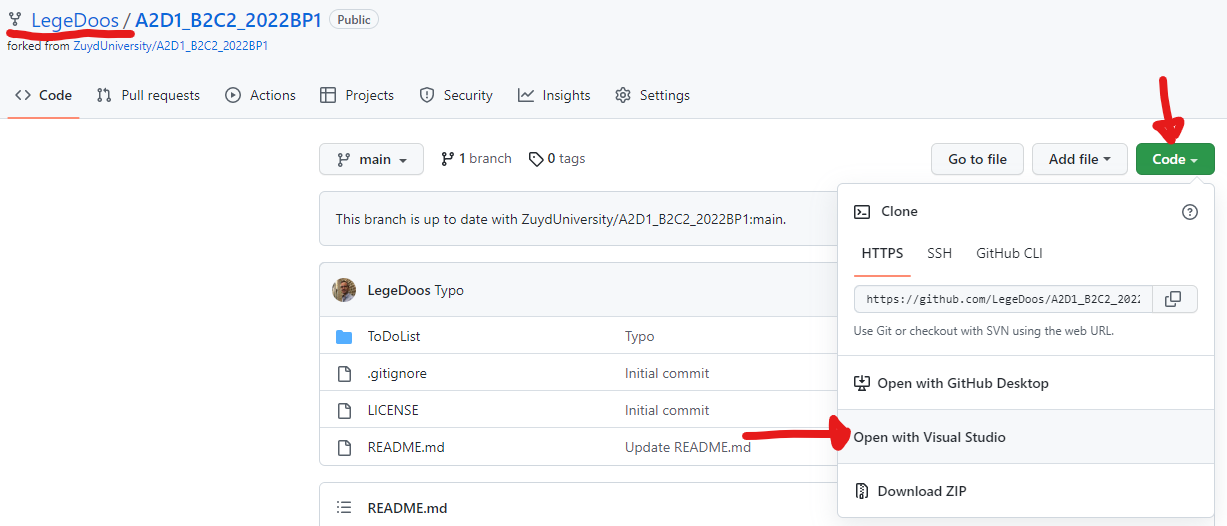 LegeDoos / A2D1_B2C2_2022BP1 Public
forked from ZuydUniversity/A2D1_B2C2_2022BP1
Code Pull requests Actions Projects Security Insights Settings
main 1 branch 0 tags Go to file Add file Code
This branch is up to date with ZuydUniversity/A2D1_B2C2_2022BP1:main.
Clone
HTTPS SSH GitHub CLI
https://github.com/LegeDoos/A2D1_B2C2_2022
Use Git or checkout with SVN using the web URL.
Open with GitHub Desktop
Open with Visual Studio
Download ZIP
LegeDoos Typo
ToDoList Typo
.gitignore Initial commit
LICENSE Initial commit
README.md Update README.md
README.md